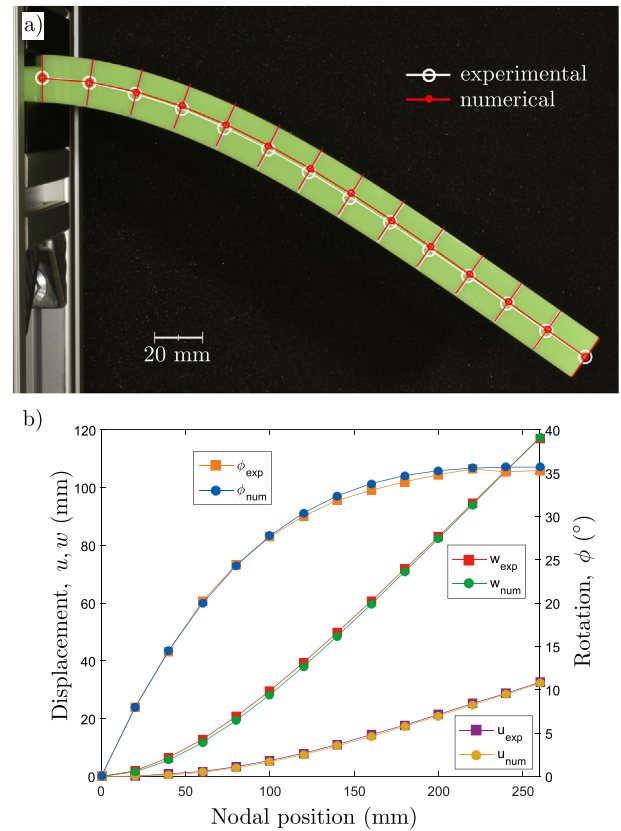 a)
experimental
numerical
20 mm
b)
120
100
80
60
40
20
0
Displacement, u, w (mm)
ϕexp
ϕnum
wexp
wnum
uexp
unum
40
35
30
25
20
15
10
5
0
Rotation, ϕ (°)
0 50 100 150 200 250
Nodal position (mm)